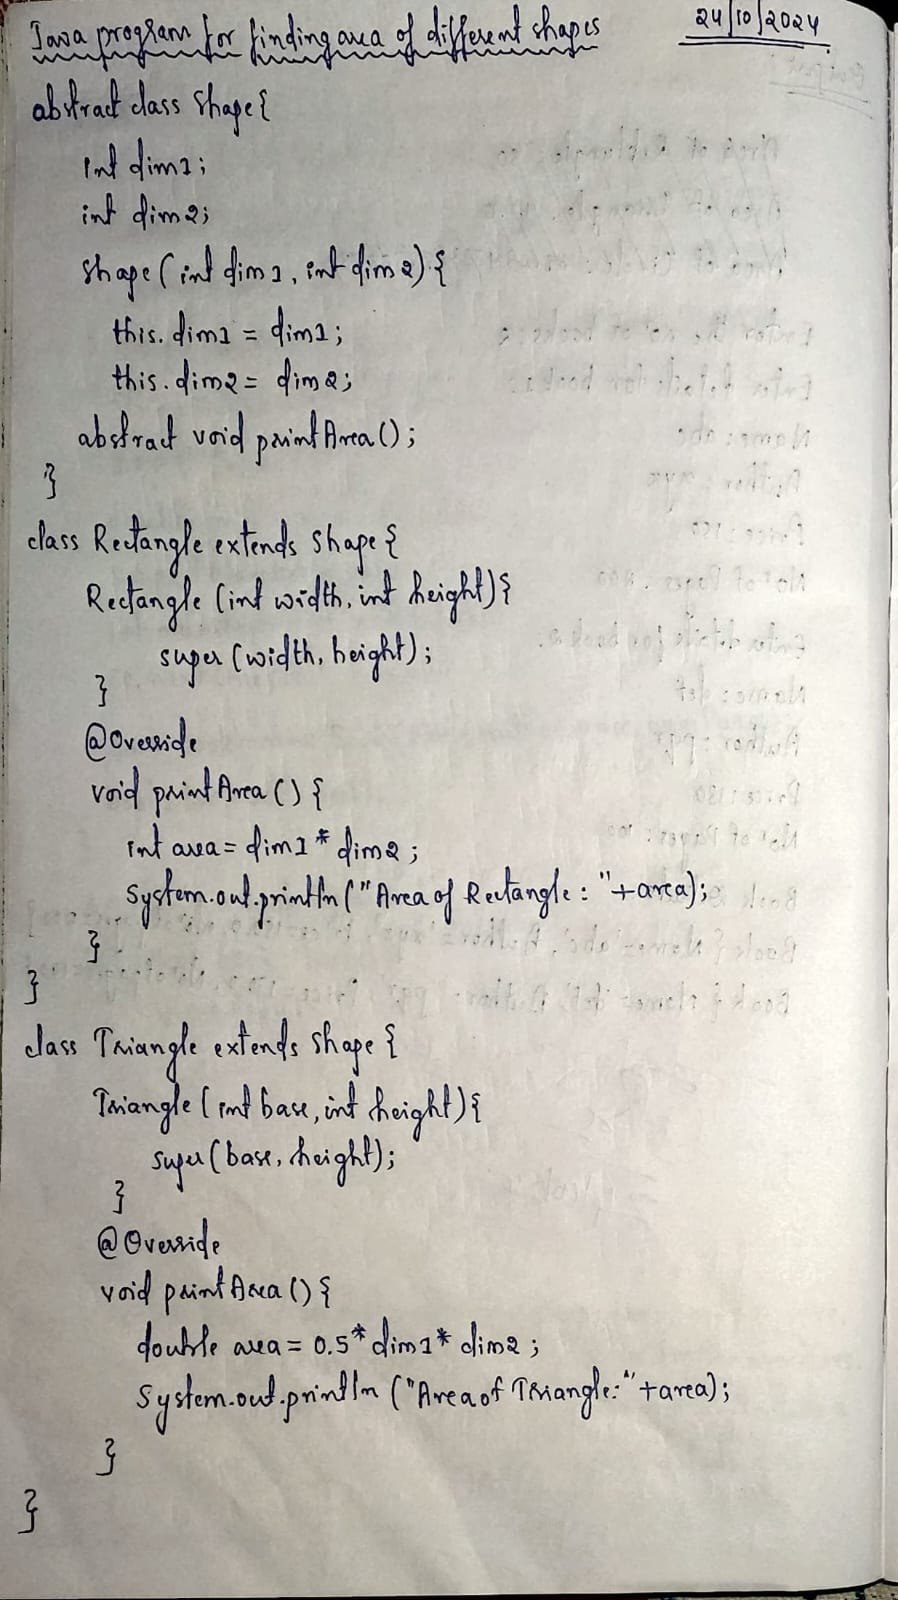 Java program for finding area of different shapes
24/10/2024
abstract class Shape{
int dim1;
int dim2;
Shape(int dim1, int dim2){
this.dim1 = dim1;
this.dim2 = dim2;
abstract void printArea();
}
class Rectangle extends Shape{
Rectangle (int width, int height){
super (width, height);
}
@Override
void printArea () {
int area = dim1 * dim2;
System.out.println("Area of Rectangle: "+area);
}
}
class Triangle extends Shape{
Triangle (int base, int height){
super(base, height);
}
@Override
void printArea () {
double area = 0.5* dim1* dim2;
System.out.println ("Area of Triangle:"+area);
}
}